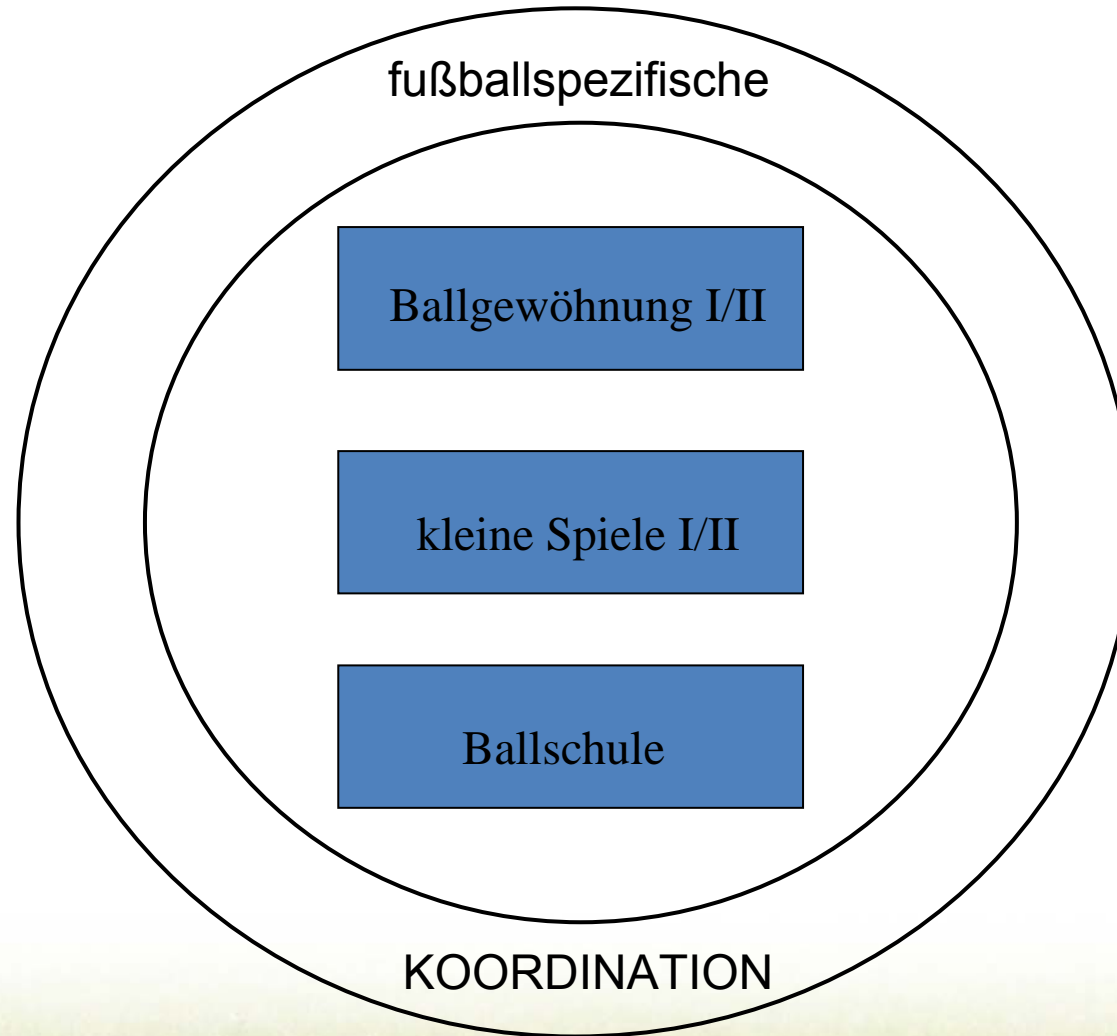 fußballspezifische
Ballgewöhnung I/II
kleine Spiele I/II
Ballschule
KOORDINATION